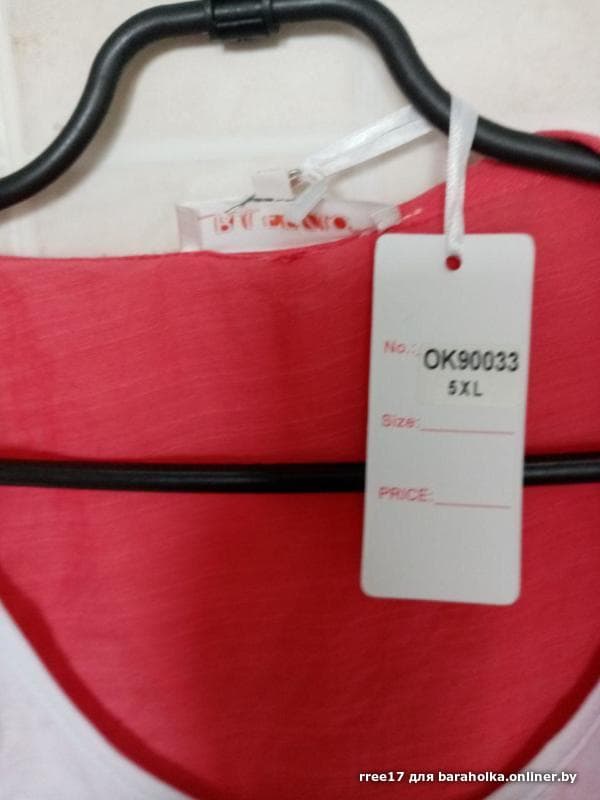 No.:
OK90033
5XL
Size:
PRICE:
rree17 для baraholka.onliner.by